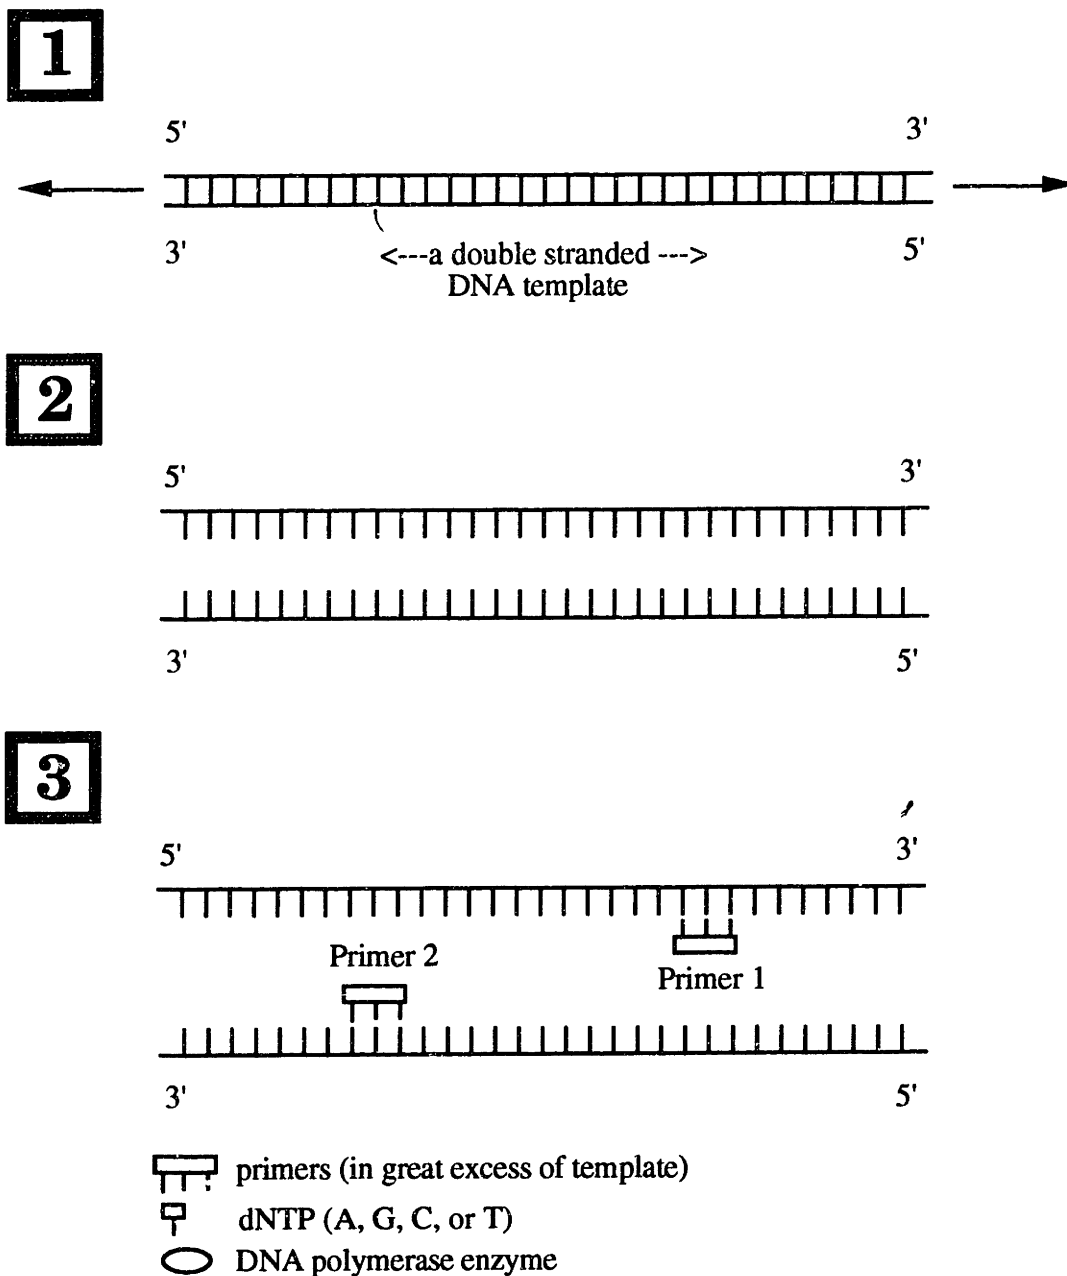 1
5' 3'
3' 5'
<---a double stranded --->
DNA template
2
5' 3'
3' 5'
3
5' 3'
Primer 2
Primer 1
3' 5'
primers (in great excess of template)
dNTP (A, G, C, or T)
DNA polymerase enzyme